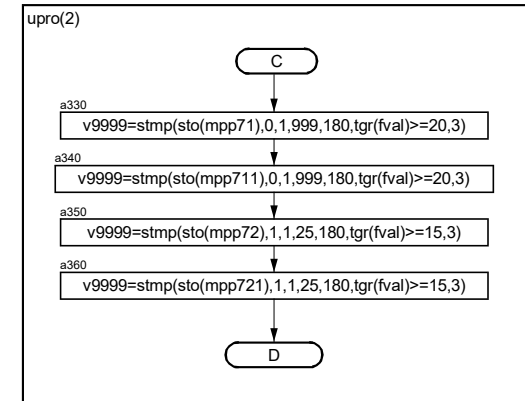 upro(2)
C
a330
v9999=stmp(sto(mpp71),0,1,999,180,tgr(fval)>=20,3)
a340
v9999=stmp(sto(mpp711),0,1,999,180,tgr(fval)>=20,3)
a350
v9999=stmp(sto(mpp72),1,1,25,180,tgr(fval)>=15,3)
a360
v9999=stmp(sto(mpp721),1,1,25,180,tgr(fval)>=15,3)
D